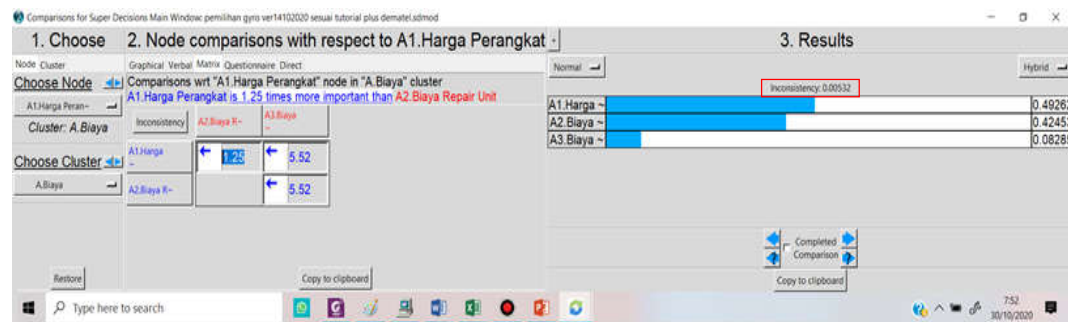 Comparisons for Super Decisions Main Window: pemilihan gyro ver14102020 sesuai tutorial plus dematel.sdmod
1. Choose
Node Cluster
Choose Node
A1.Harga Peran~
Cluster: A.Biaya
Choose Cluster
A.Biaya
Restore
2. Node comparisons with respect to A1.Harga Perangkat
Graphical Verbal Matrix Questionnaire Direct
Comparisons wrt "A1.Harga Perangkat" node in "A.Biaya" cluster
A1.Harga Perangkat is 1.25 times more important than A2.Biaya Repair Unit
Inconsistency A2.Biaya R~ A3.Biaya ~
A1.Harga ~ 1.25 5.52
A2.Biaya R~ 5.52
Copy to clipboard
3. Results
Normal Hybrid
Inconsistency: 0.00532
A1.Harga ~ 0.4926
A2.Biaya ~ 0.4245
A3.Biaya ~ 0.0828
Completed
Comparison
Copy to clipboard
Type here to search
7:52
30/10/2020